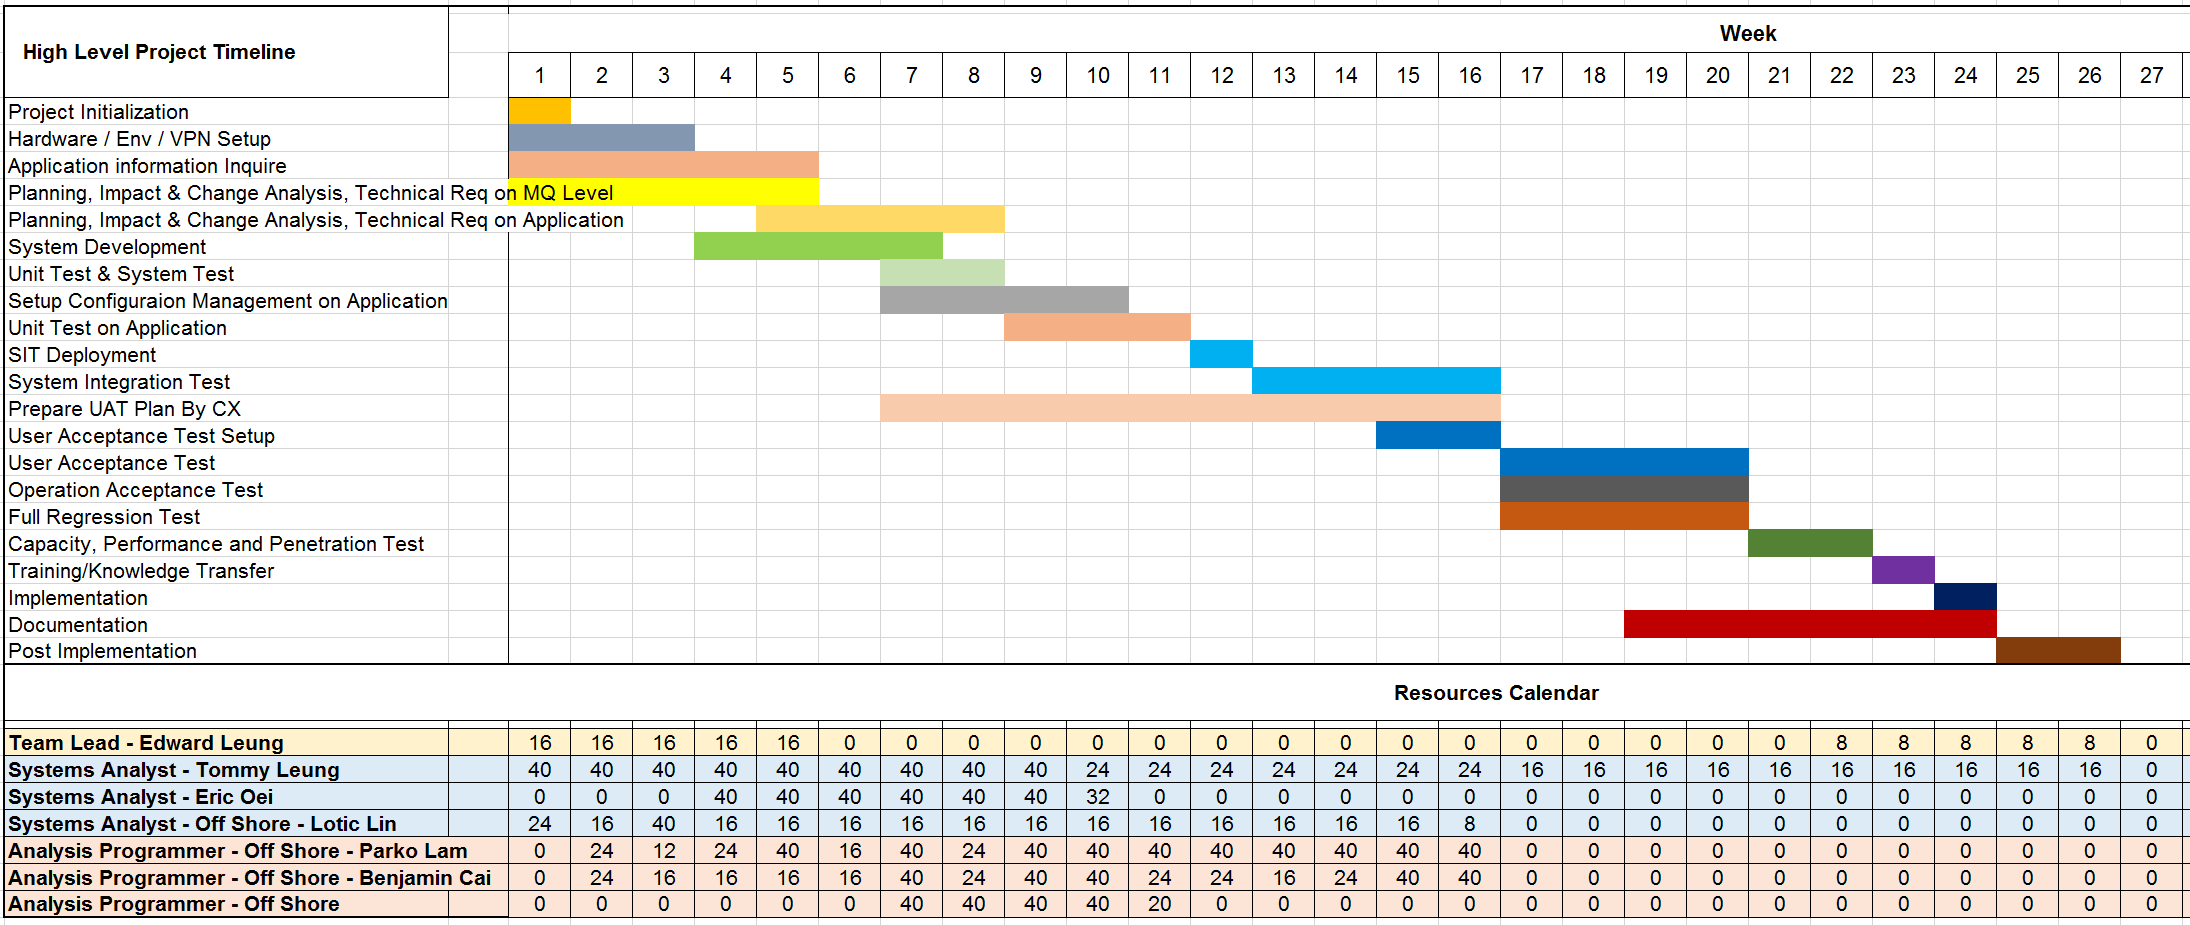 Week
High Level Project Timeline
1 2 3 4 5 6 7 8 9 10 11 12 13 14 15 16 17 18 19 20 21 22 23 24 25 26 27
Project Initialization
Hardware / Env / VPN Setup
Application information Inquire
Planning, Impact & Change Analysis, Technical Req on MQ Level
Planning, Impact & Change Analysis, Technical Req on Application
System Development
Unit Test & System Test
Setup Configuraion Management on Application
Unit Test on Application
SIT Deployment
System Integration Test
Prepare UAT Plan By CX
User Acceptance Test Setup
User Acceptance Test
Operation Acceptance Test
Full Regression Test
Capacity, Performance and Penetration Test
Training/Knowledge Transfer
Implementation
Documentation
Post Implementation
Resources Calendar
Team Lead - Edward Leung 16 16 16 16 16 0 0 0 0 0 0 0 0 0 0 0 0 0 0 0 0 8 8 8 8 8 0
Systems Analyst - Tommy Leung 40 40 40 40 40 40 40 40 40 24 24 24 24 24 24 24 16 16 16 16 16 16 16 16 16 16 0
Systems Analyst - Eric Oei 0 0 0 40 40 40 40 40 40 32 0 0 0 0 0 0 0 0 0 0 0 0 0 0 0 0 0
Systems Analyst - Off Shore - Lotic Lin 24 16 40 16 16 16 16 16 16 16 16 16 16 16 16 8 0 0 0 0 0 0 0 0 0 0 0
Analysis Programmer - Off Shore - Parko Lam 0 24 12 24 40 16 40 24 40 40 40 40 40 40 40 40 0 0 0 0 0 0 0 0 0 0 0
Analysis Programmer - Off Shore - Benjamin Cai 0 24 16 16 16 16 40 24 40 40 24 24 16 24 40 40 0 0 0 0 0 0 0 0 0 0 0
Analysis Programmer - Off Shore 0 0 0 0 0 0 40 40 40 40 20 0 0 0 0 0 0 0 0 0 0 0 0 0 0 0 0